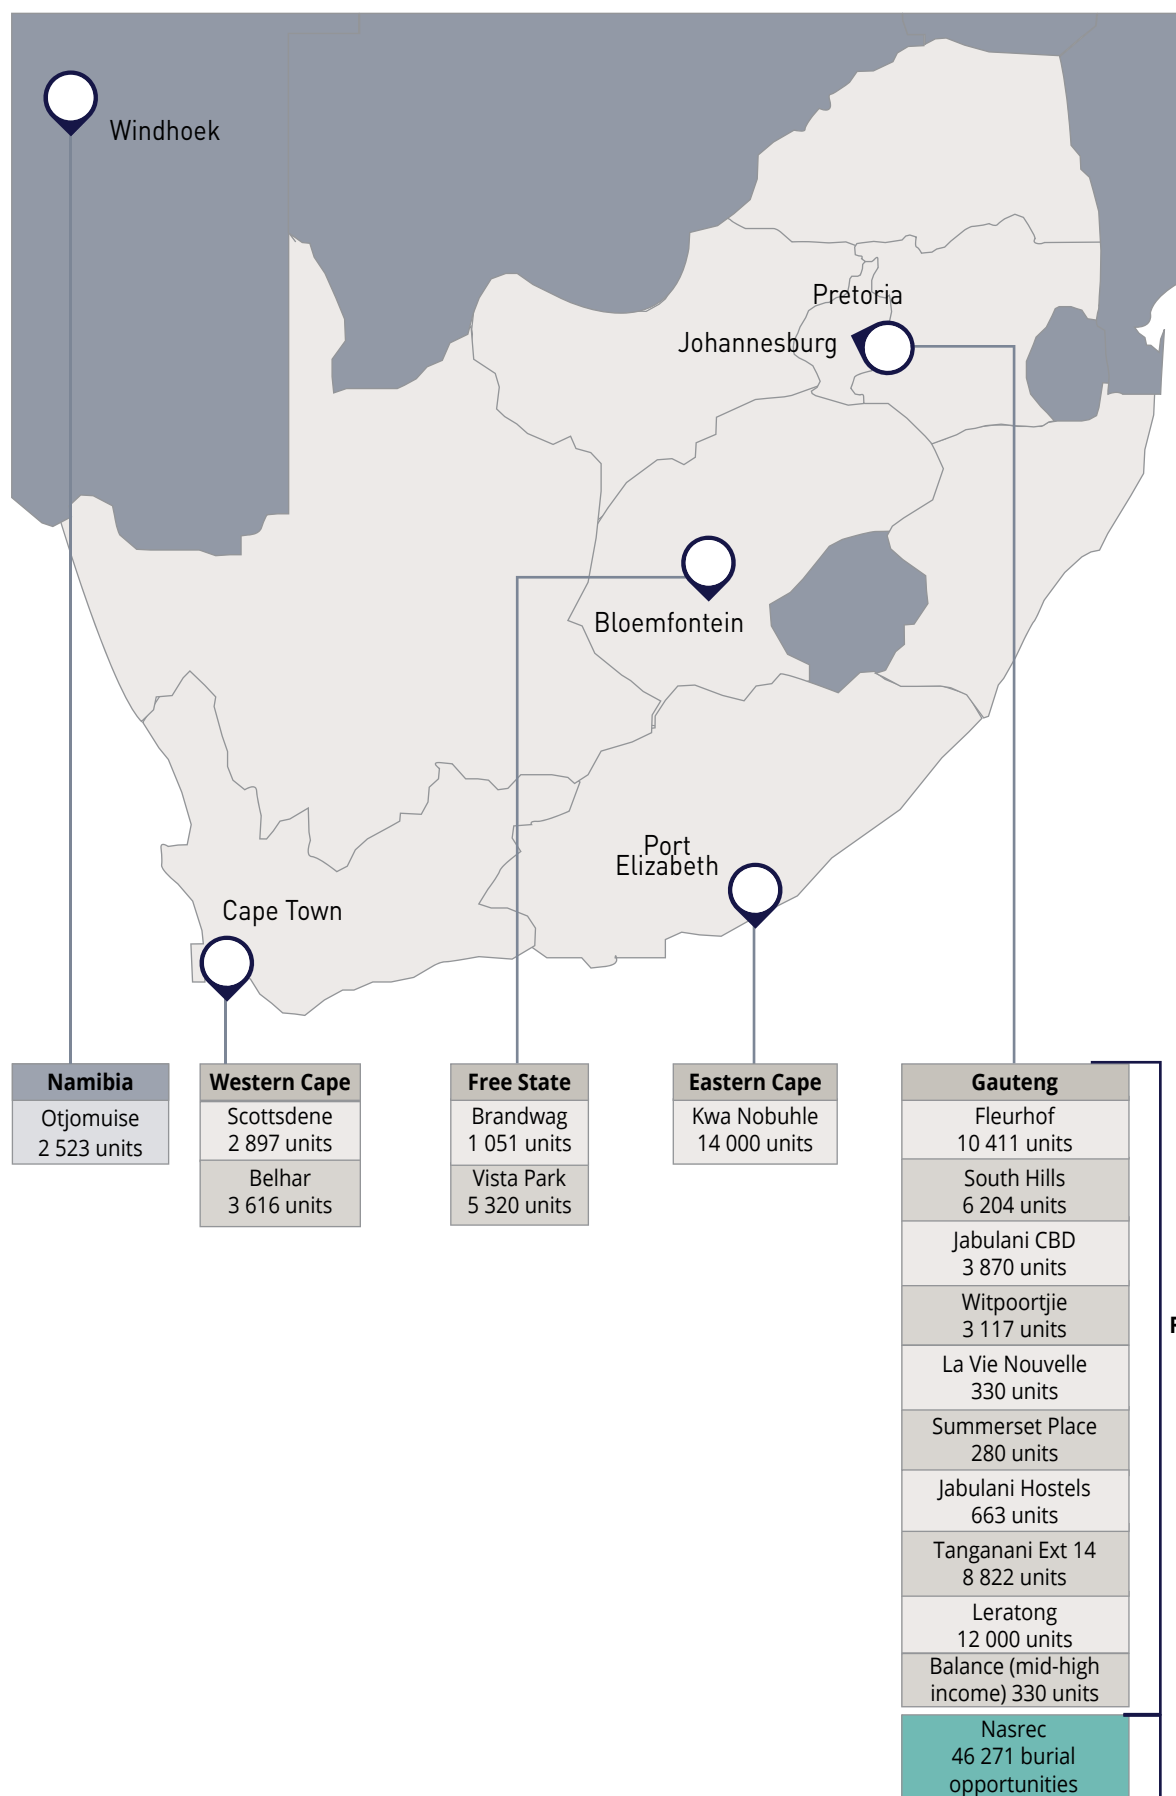 Windhoek
Pretoria
Johannesburg
Bloemfontein
Port
Elizabeth
Cape Town
Namibia
Otjomuise
2 523 units
Western Cape
Scottsdene
2 897 units
Belhar
3 616 units
Free State
Brandwag
1 051 units
Vista Park
5 320 units
Eastern Cape
Kwa Nobuhle
14 000 units
Gauteng
Fleurhof
10 411 units
South Hills
6 204 units
Jabulani CBD
3 870 units
Witpoortjie
3 117 units
La Vie Nouvelle
330 units
Summerset Place
280 units
Jabulani Hostels
663 units
Tanganani Ext 14
8 822 units
Leratong
12 000 units
Balance (mid-high
income) 330 units
Nasrec
46 271 burial
opportunities